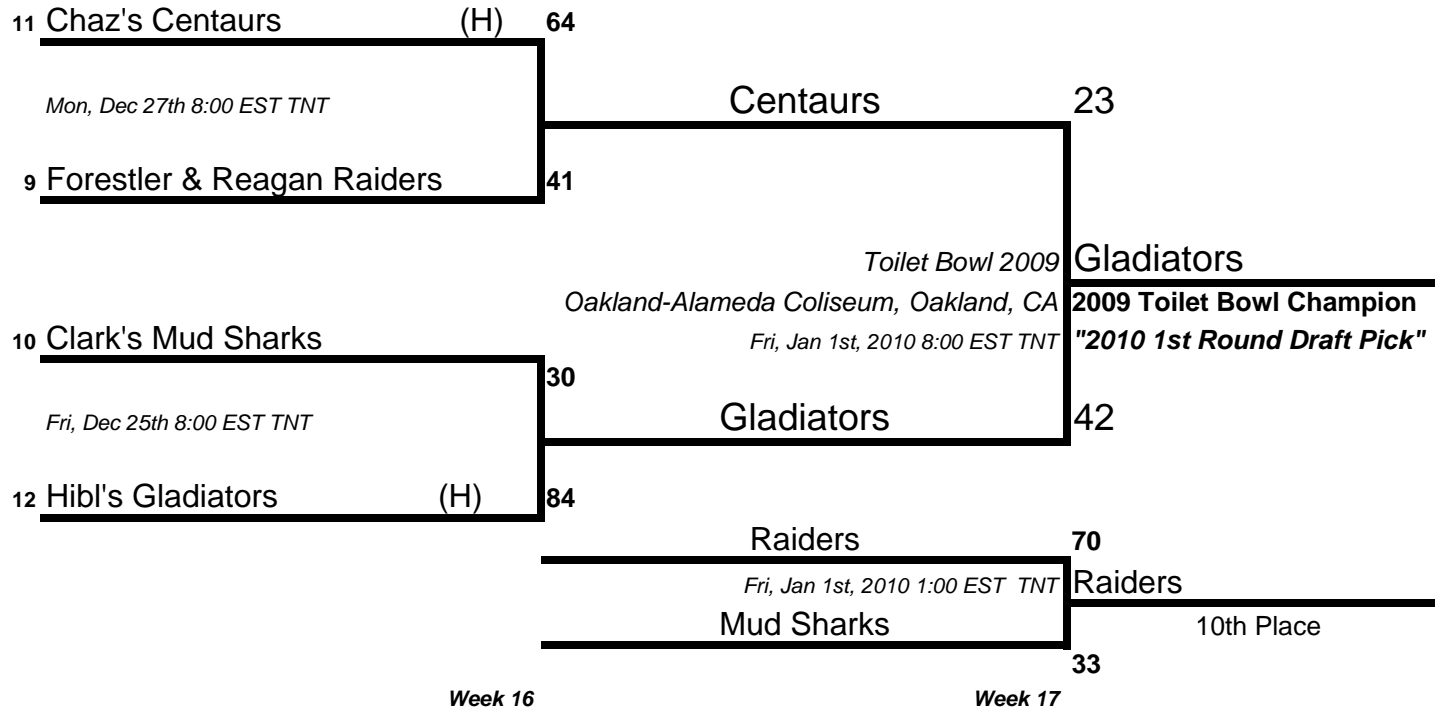 11 Chaz's Centaurs (H) 64
Mon, Dec 27th 8:00 EST TNT
Centaurs 23
9 Forestler & Reagan Raiders 41
Toilet Bowl 2009 Gladiators
Oakland-Alameda Coliseum, Oakland, CA 2009 Toilet Bowl Champion
10 Clark's Mud Sharks Fri, Jan 1st, 2010 8:00 EST TNT "2010 1st Round Draft Pick"
30
Fri, Dec 25th 8:00 EST TNT Gladiators 42
12 Hibl's Gladiators (H) 84
Raiders 70
Fri, Jan 1st, 2010 1:00 EST TNT Raiders
Mud Sharks 10th Place
33
Week 16 Week 17